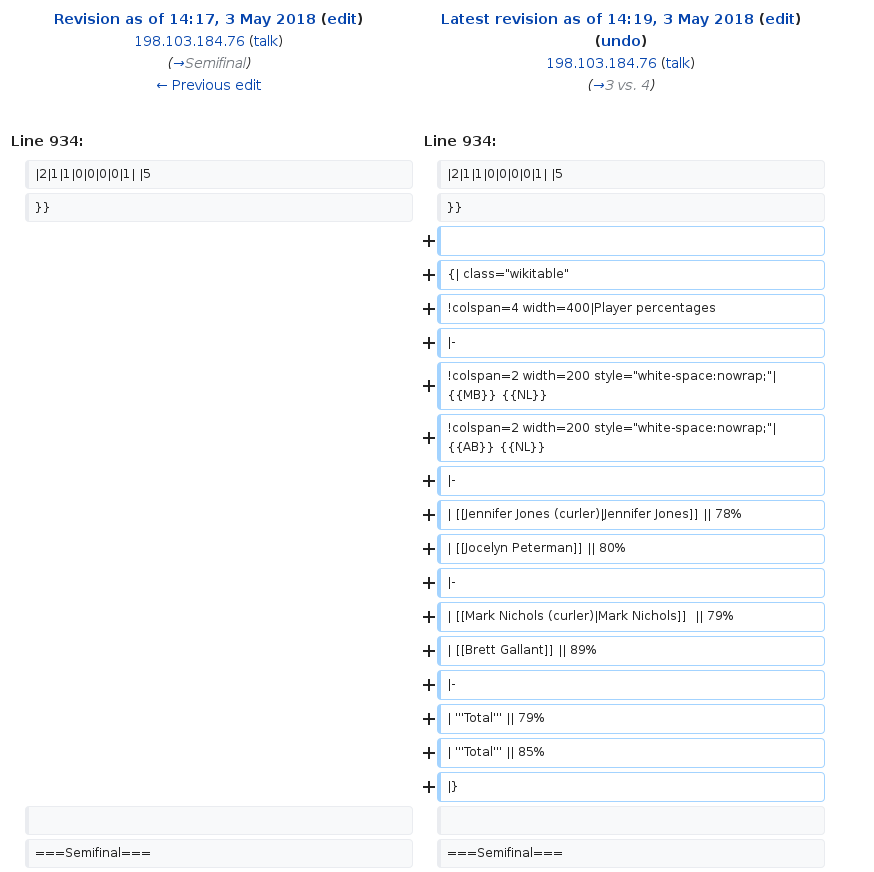 Revision as of 14:17, 3 May 2018 (edit)
198.103.184.76 (talk)
(→Semifinal)
← Previous edit
Latest revision as of 14:19, 3 May 2018 (edit)
(undo)
198.103.184.76 (talk)
(→3 vs. 4)
Line 934:
Line 934:
|2|1|1|0|0|0|0|1| |5
|2|1|1|0|0|0|0|1| |5
}}
}}
+
+ {| class="wikitable"
+ !colspan=4 width=400|Player percentages
+ |-
+ !colspan=2 width=200 style="white-space:nowrap;"|
{{MB}} {{NL}}
+ !colspan=2 width=200 style="white-space:nowrap;"|
{{AB}} {{NL}}
+ |-
+ | [[Jennifer Jones (curler)|Jennifer Jones]] || 78%
+ | [[Jocelyn Peterman]] || 80%
+ |-
+ | [[Mark Nichols (curler)|Mark Nichols]]  || 79%
+ | [[Brett Gallant]] || 89%
+ |-
+ | '''Total''' || 79%
+ | '''Total''' || 85%
+ |}
===Semifinal===
===Semifinal===